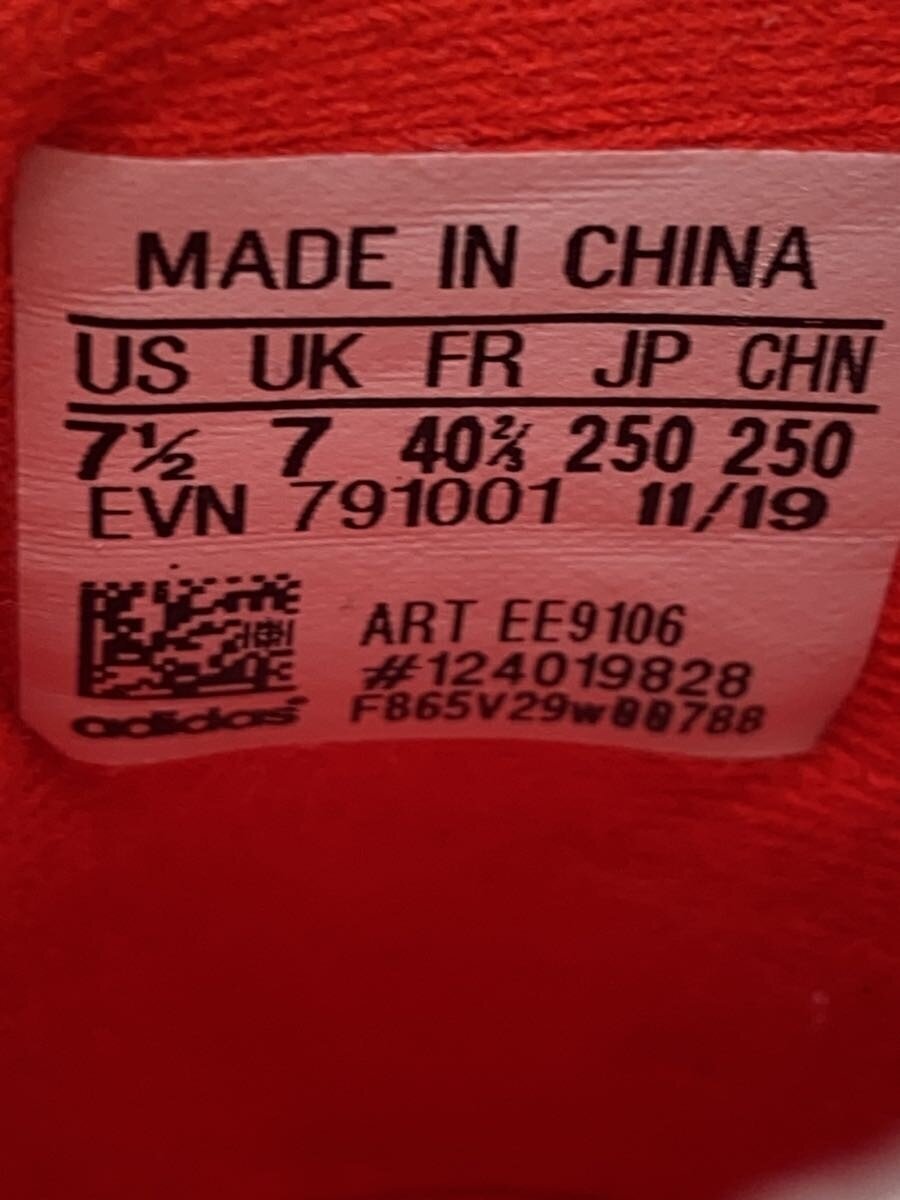 MADE IN CHINA
US UK FR JP CHN
7½ 7 40⅔ 250 250
EVN 791001 11/19
ART EE9106
#124019828
F865V29w00788
adidas